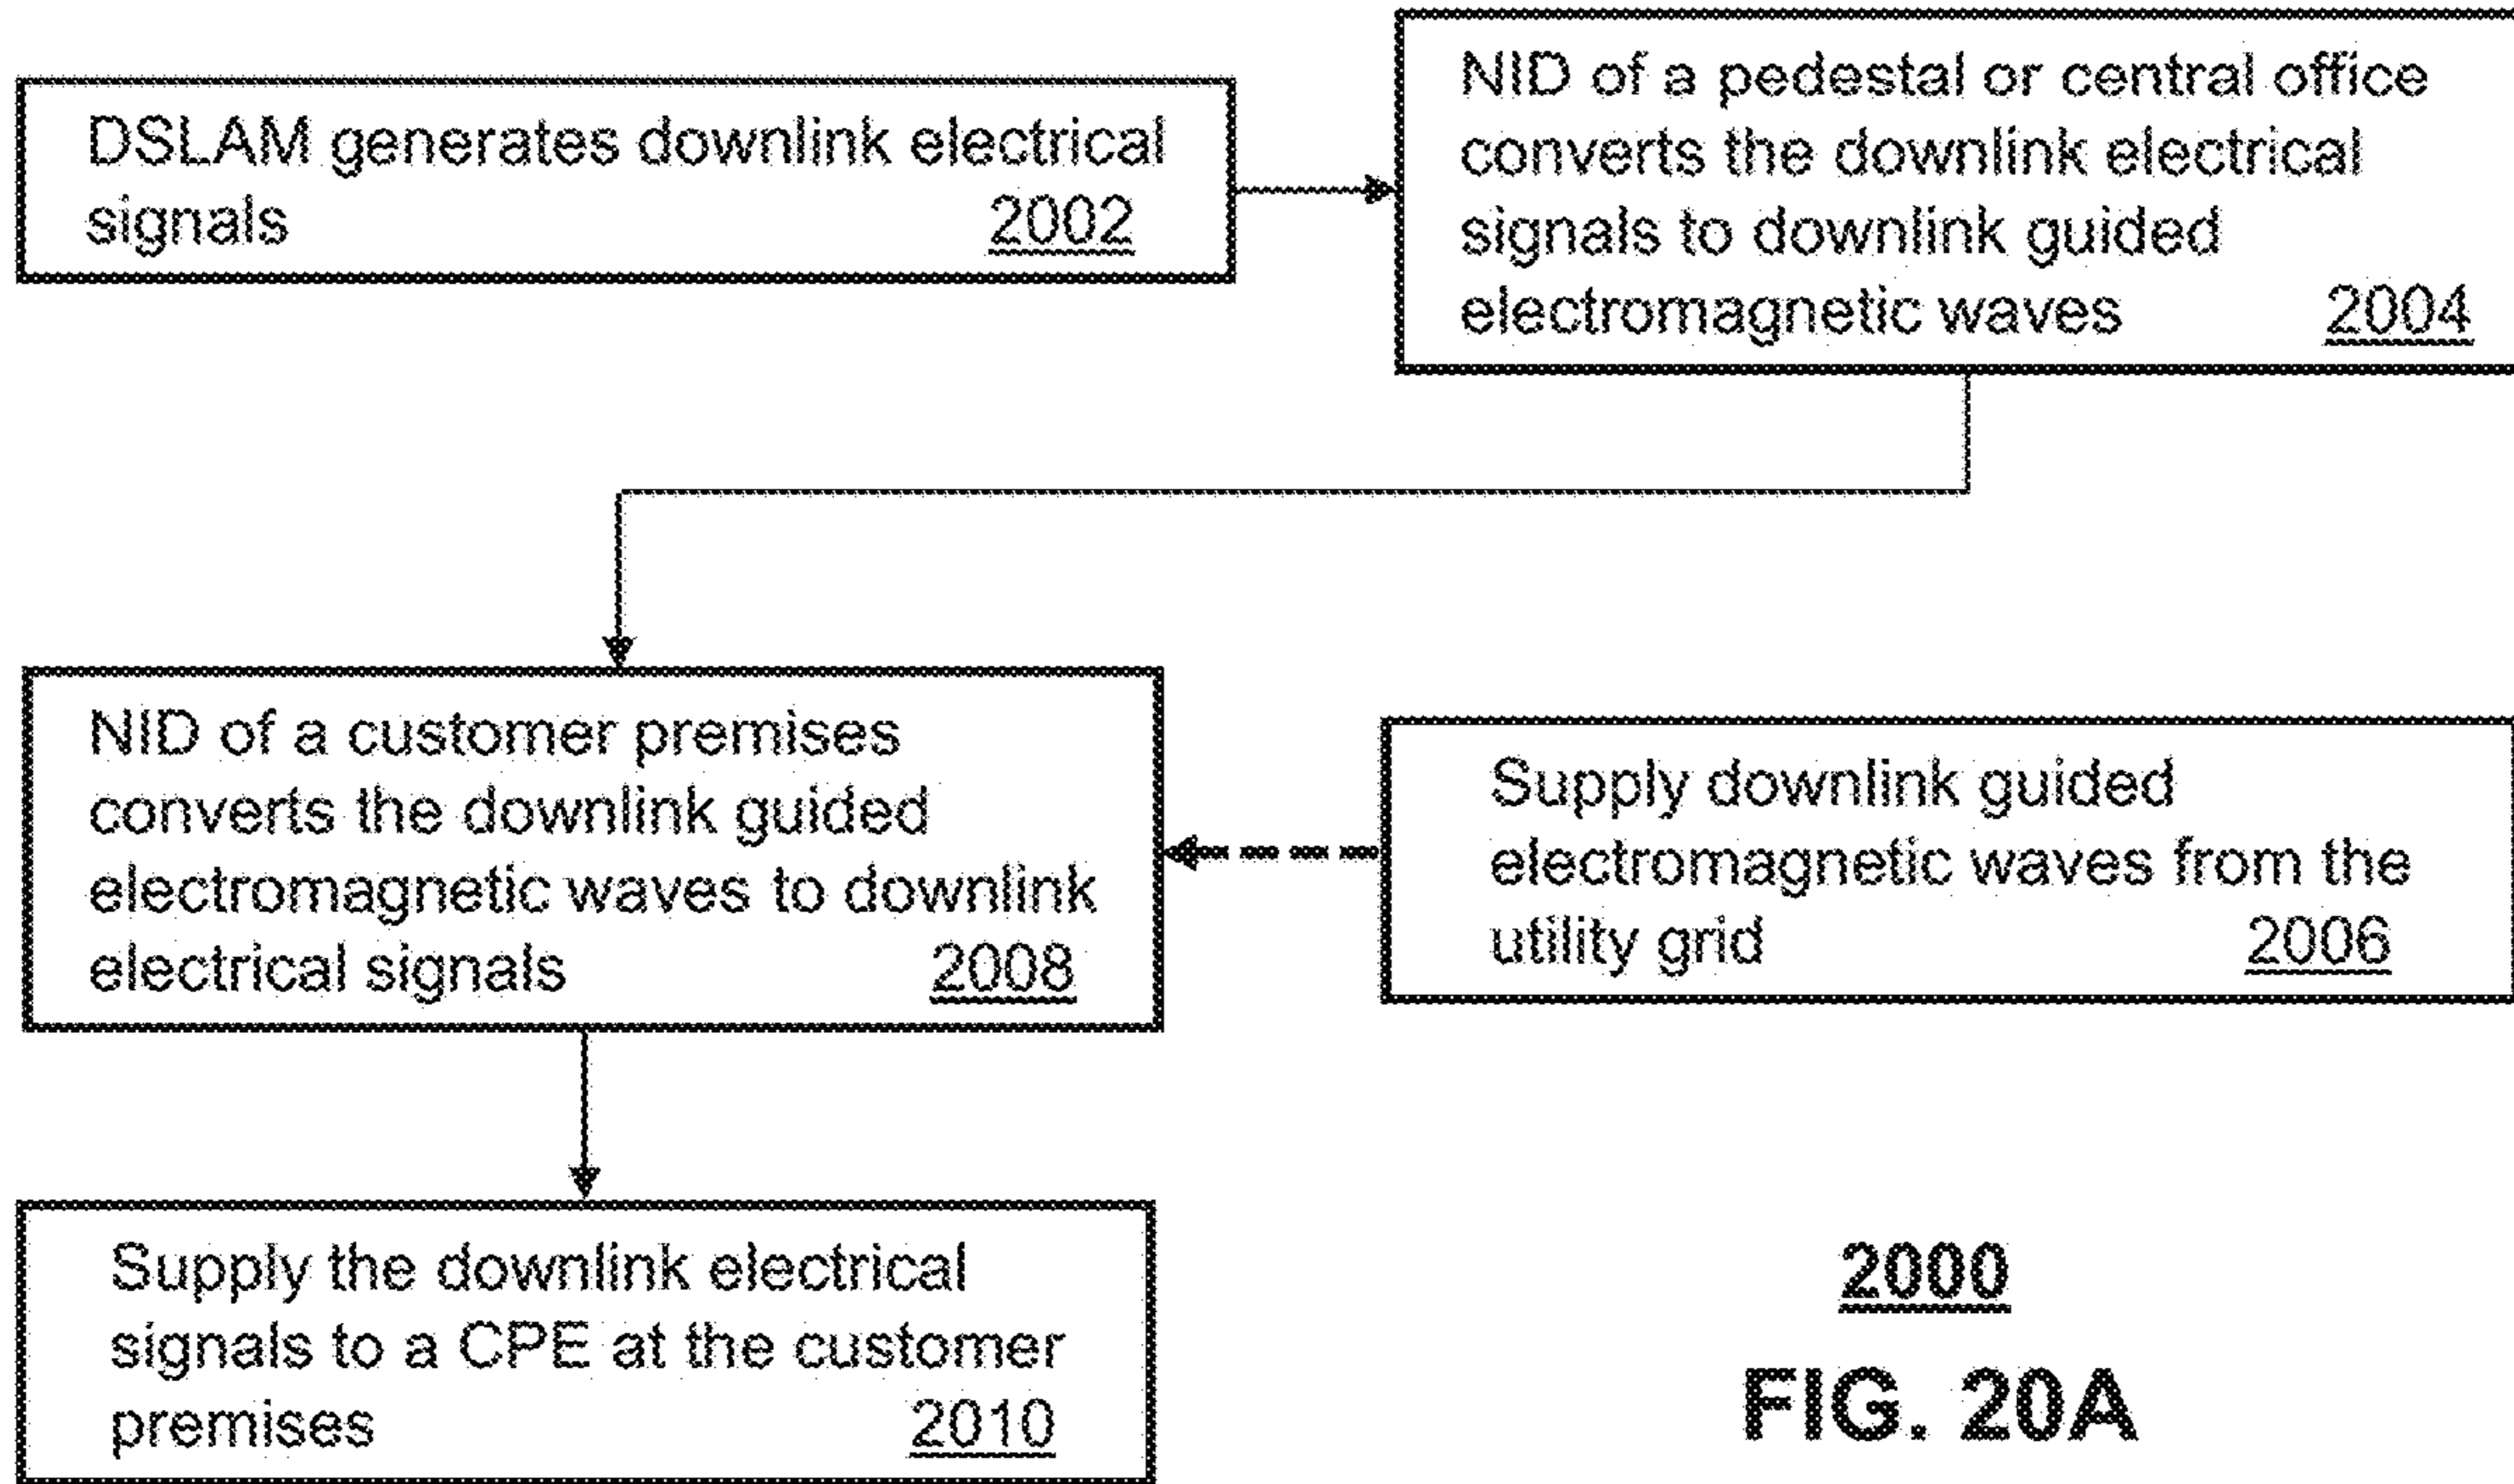 DSLAM generates downlink electrical
signals 2002
NID of a pedestal or central office
converts the downlink electrical
signals to downlink guided
electromagnetic waves 2004
NID of a customer premises
converts the downlink guided
electromagnetic waves to downlink
electrical signals 2008
Supply downlink guided
electromagnetic waves from the
utility grid 2006
Supply the downlink electrical
signals to a CPE at the customer
premises 2010
2000
FIG. 20A